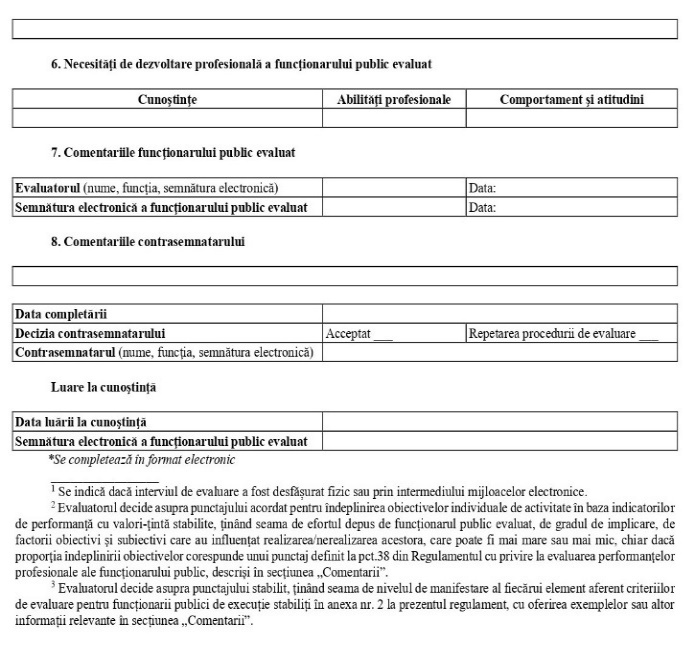 6. Necesități de dezvoltare profesională a funcționarului public evaluat
Cunoștințe Abilități profesionale Comportament și atitudini
7. Comentariile funcționarului public evaluat
Evaluatorul (nume, funcția, semnătura electronică) Data:
Semnătura electronică a funcționarului public evaluat Data:
8. Comentariile contrasemnatarului
Data completării
Decizia contrasemnatarului Acceptat ___ Repetarea procedurii de evaluare ___
Contrasemnatarul (nume, funcția, semnătura electronică)
Luare la cunoștință
Data luării la cunoștință
Semnătura electronică a funcționarului public evaluat
*Se completează în format electronic
1 Se indică dacă interviul de evaluare a fost desfășurat fizic sau prin intermediului mijloacelor electronice.
2 Evaluatorul decide asupra punctajului acordat pentru îndeplinirea obiectivelor individuale de activitate în baza indicatorilor
de performanță cu valori-țintă stabilite, ținând seama de efortul depus de funcționarul public evaluat, de gradul de implicare, de
factorii obiectivi și subiectivi care au influențat realizarea/nerealizarea acestora, care poate fi mai mare sau mai mic, chiar dacă
proporția îndeplinirii obiectivelor corespunde unui punctaj definit la pct.38 din Regulamentul cu privire la evaluarea performanțelor
profesionale ale funcționarului public, descriși în secțiunea „Comentarii”.
3 Evaluatorul decide asupra punctajului stabilit, ținând seama de nivelul de manifestare al fiecărui element aferent criteriilor
de evaluare pentru funcționarii publici de execuție stabiliți în anexa nr. 2 la prezentul regulament, cu oferirea exemplelor sau altor
informații relevante în secțiunea „Comentarii”.